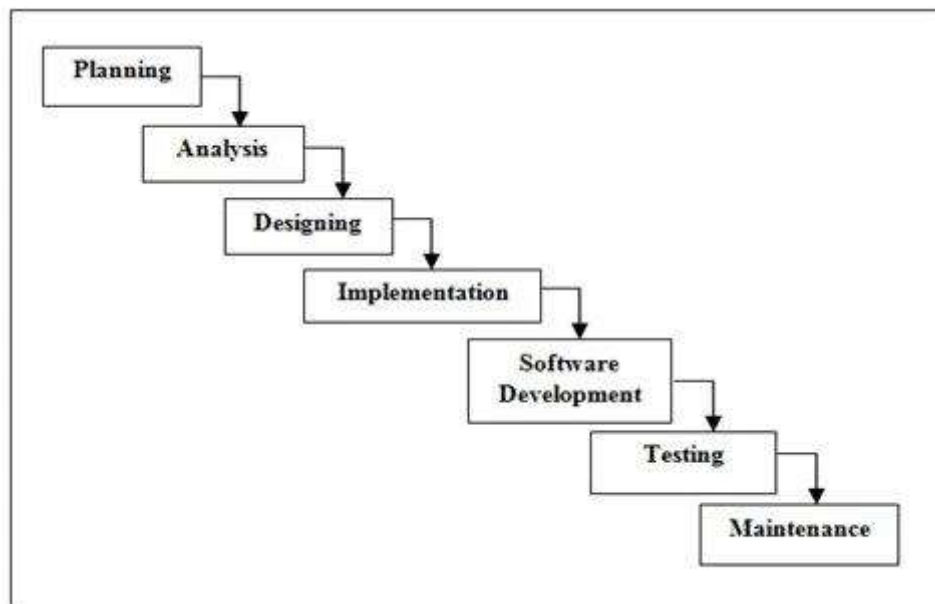 Planning
Analysis
Designing
Implementation
Software
Development
Testing
Maintenance